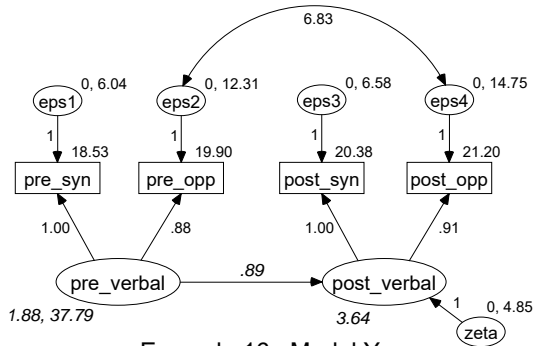 6.83
0, 6.04
0, 12.31
0, 6.58
0, 14.75
eps1
eps2
eps3
eps4
1
1
1
1
18.53
19.90
20.38
21.20
pre_syn
pre_opp
post_syn
post_opp
1.00
.88
1.00
.91
.89
pre_verbal
post_verbal
1.88, 37.79
3.64
1
0, 4.85
zeta